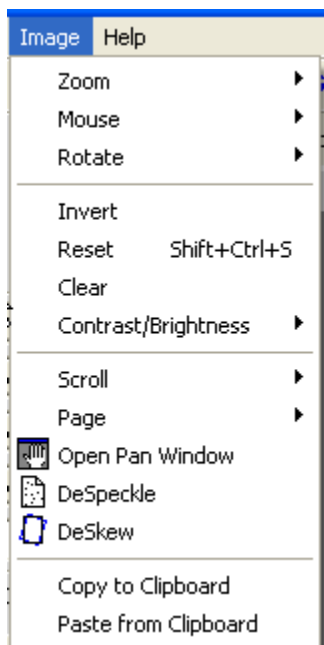 Image Help
Zoom
Mouse
Rotate
Invert
Reset Shift+Ctrl+S
Clear
Contrast/Brightness
Scroll
Page
Open Pan Window
DeSpeckle
DeSkew
Copy to Clipboard
Paste from Clipboard